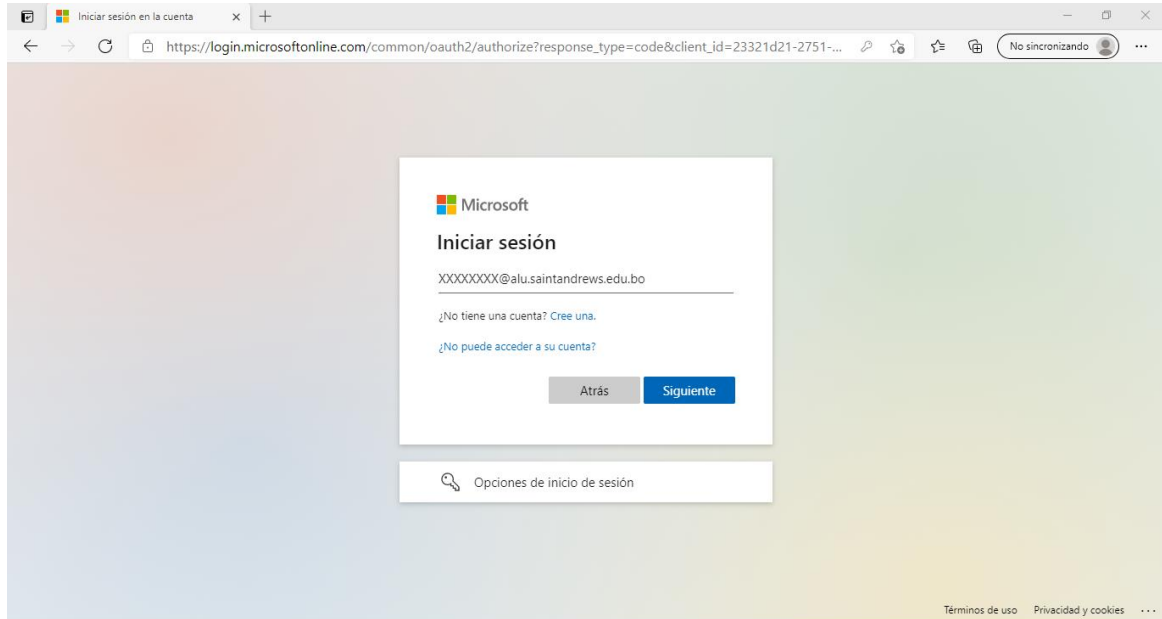 Iniciar sesión en la cuenta
https://login.microsoftonline.com/common/oauth2/authorize?response_type=code&client_id=23321d21-2751-...
No sincronizando
Microsoft
Iniciar sesión
XXXXXXXX@alu.saintandrews.edu.bo
¿No tiene una cuenta? Cree una.
¿No puede acceder a su cuenta?
Atrás Siguiente
Opciones de inicio de sesión
Términos de uso Privacidad y cookies ...